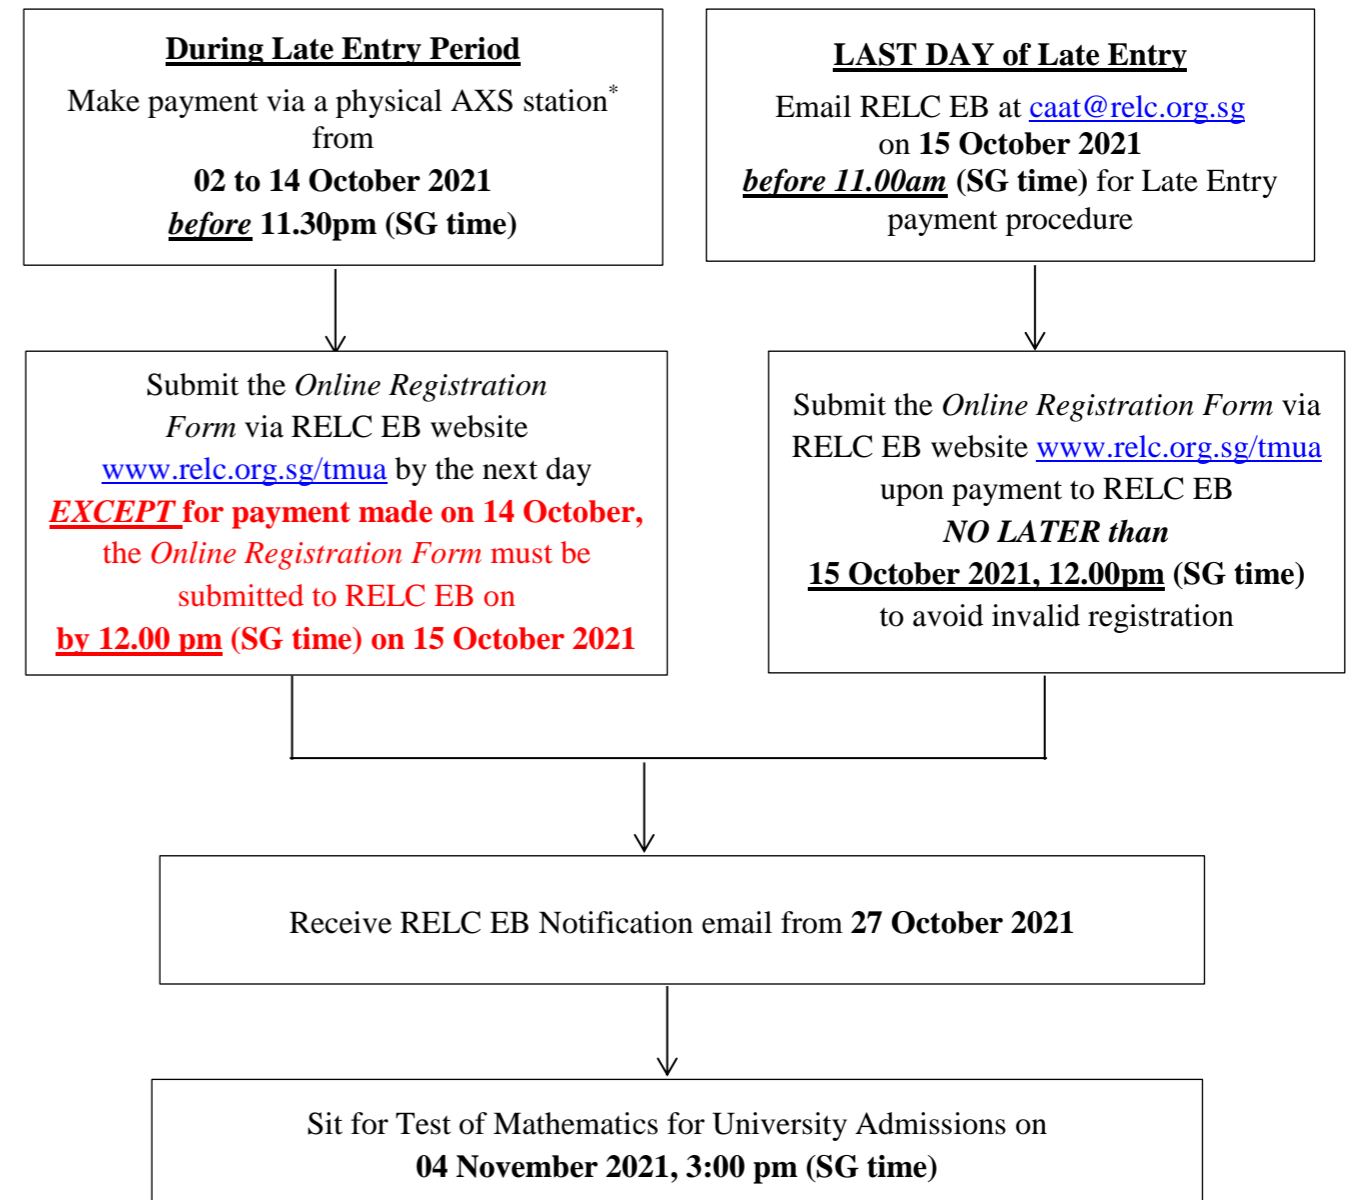 During Late Entry Period
Make payment via a physical AXS station*
from
02 to 14 October 2021
before 11.30pm (SG time)
LAST DAY of Late Entry
Email RELC EB at caat@relc.org.sg
on 15 October 2021
before 11.00am (SG time) for Late Entry
payment procedure
Submit the Online Registration
Form via RELC EB website
www.relc.org.sg/tmua by the next day
EXCEPT for payment made on 14 October,
the Online Registration Form must be
submitted to RELC EB on
by 12.00 pm (SG time) on 15 October 2021
Submit the Online Registration Form via
RELC EB website www.relc.org.sg/tmua
upon payment to RELC EB
NO LATER than
15 October 2021, 12.00pm (SG time)
to avoid invalid registration
Receive RELC EB Notification email from 27 October 2021
Sit for Test of Mathematics for University Admissions on
04 November 2021, 3:00 pm (SG time)